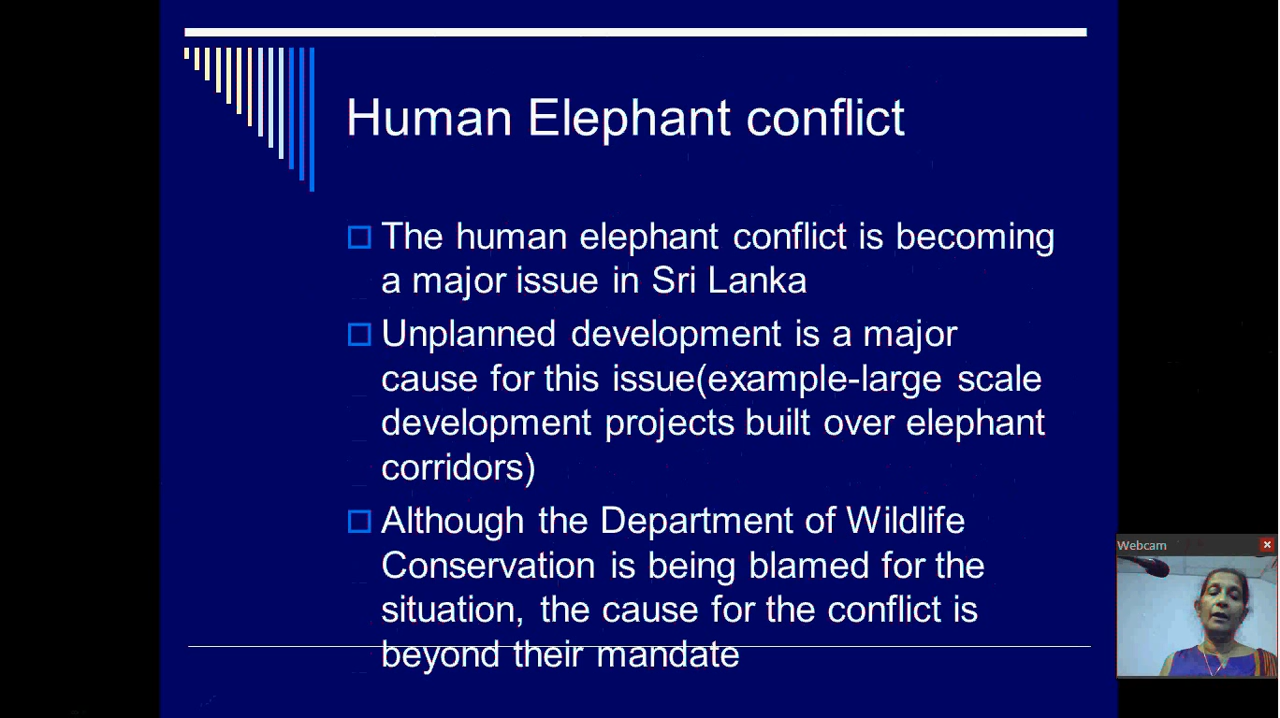 Human Elephant conflict
The human elephant conflict is becoming
a major issue in Sri Lanka
Unplanned development is a major
cause for this issue(example-large scale
development projects built over elephant
corridors)
Although the Department of Wildlife
Conservation is being blamed for the
situation, the cause for the conflict is
beyond their mandate
Webcam